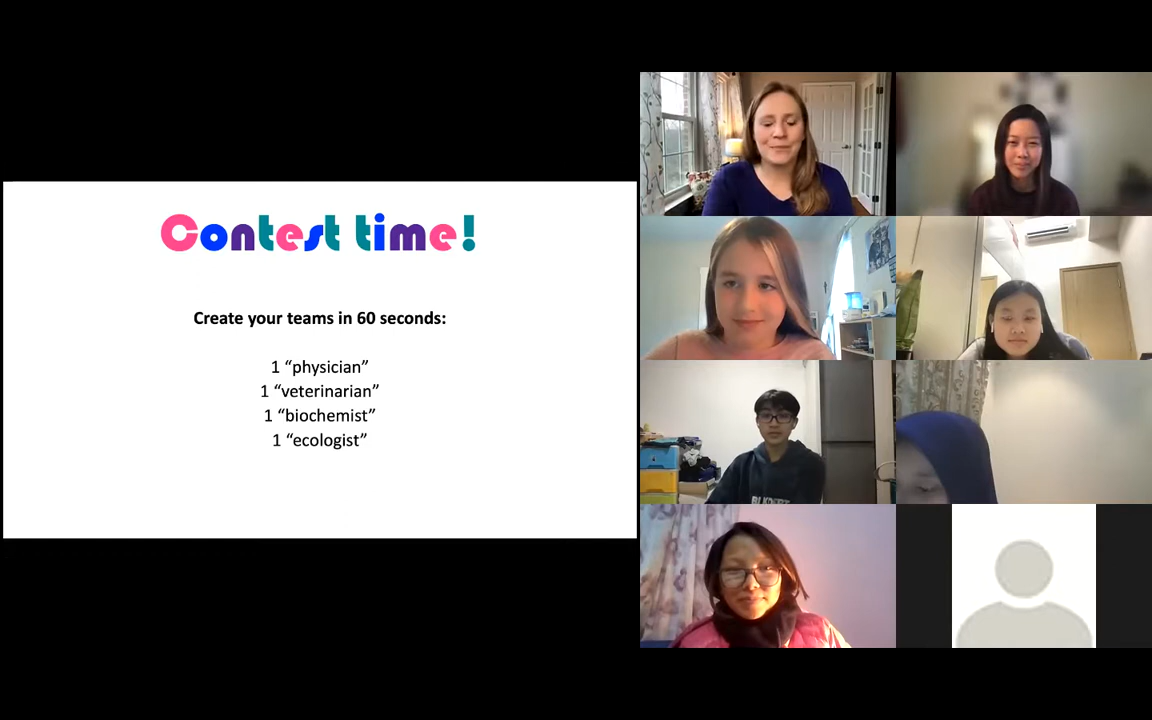 Contest time!
Create your teams in 60 seconds:
1 “physician”
1 “veterinarian”
1 “biochemist”
1 “ecologist”